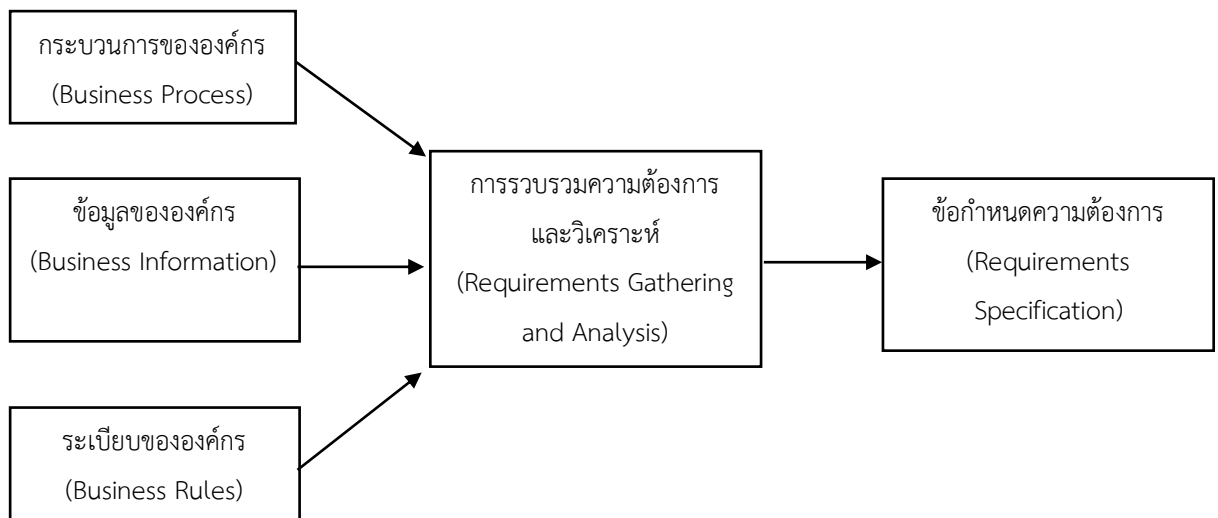 กระบวนการขององค์กร
(Business Process)
ข้อมูลขององค์กร
(Business Information)
ระเบียบขององค์กร
(Business Rules)
การรวบรวมความต้องการ
และวิเคราะห์
(Requirements Gathering
and Analysis)
ข้อกำหนดความต้องการ
(Requirements
Specification)